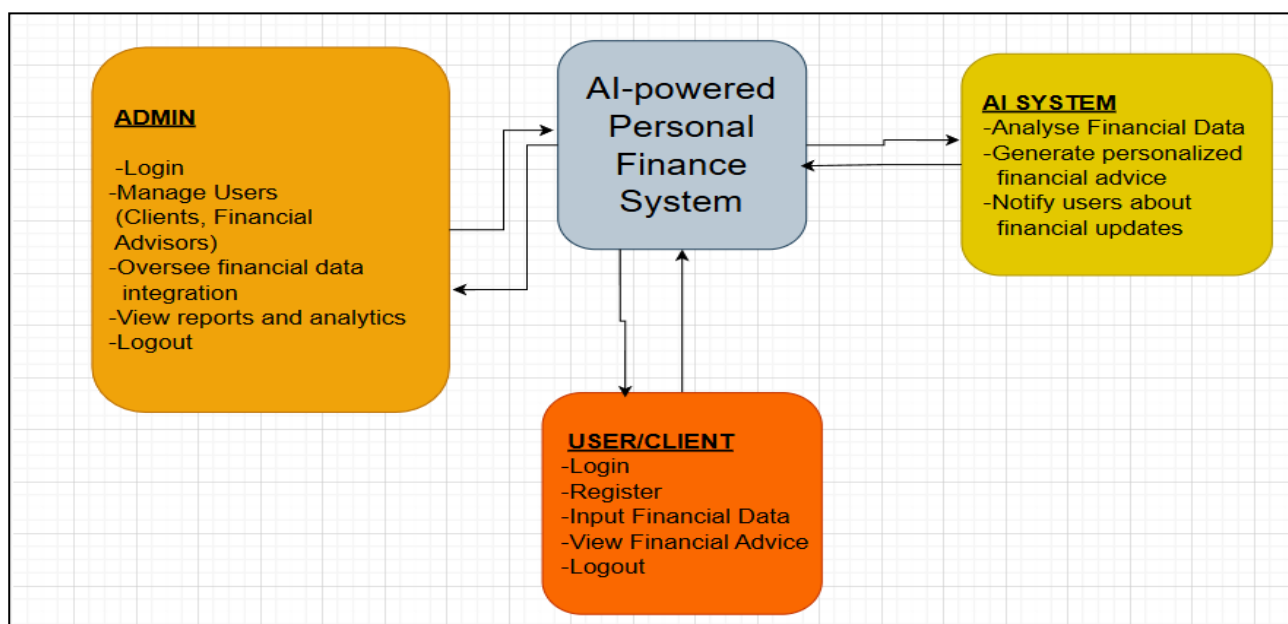 ADMIN
-Login
-Manage Users
(Clients, Financial
Advisors)
-Oversee financial data
integration
-View reports and analytics
-Logout
AI-powered
Personal
Finance
System
AI SYSTEM
-Analyse Financial Data
-Generate personalized
financial advice
-Notify users about
financial updates
USER/CLIENT
-Login
-Register
-Input Financial Data
-View Financial Advice
-Logout